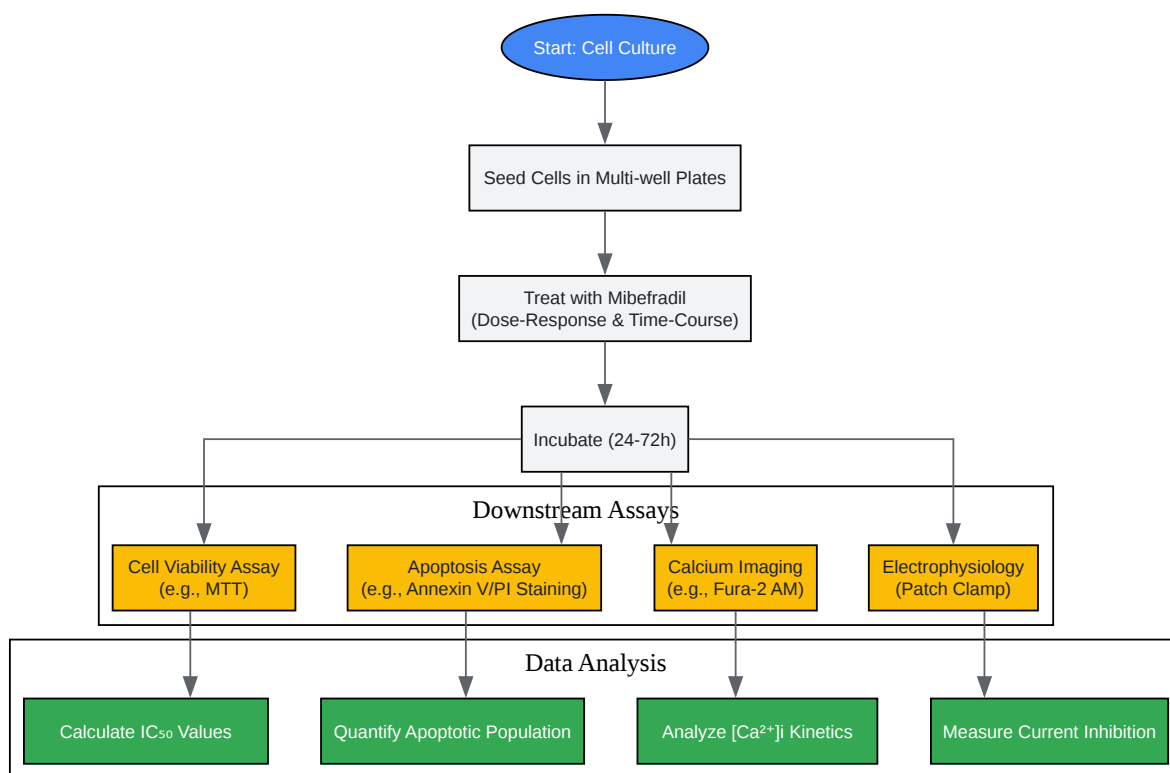 Start: Cell Culture
Seed Cells in Multi-well Plates
Treat with Mibefradil
(Dose-Response & Time-Course)
Incubate (24-72h)
Downstream Assays
Cell Viability Assay
(e.g., MTT)
Apoptosis Assay
(e.g., Annexin V/PI Staining)
Calcium Imaging
(e.g., Fura-2 AM)
Electrophysiology
(Patch Clamp)
Data Analysis
Calculate IC₅₀ Values
Quantify Apoptotic Population
Analyze [Ca²⁺]i Kinetics
Measure Current Inhibition